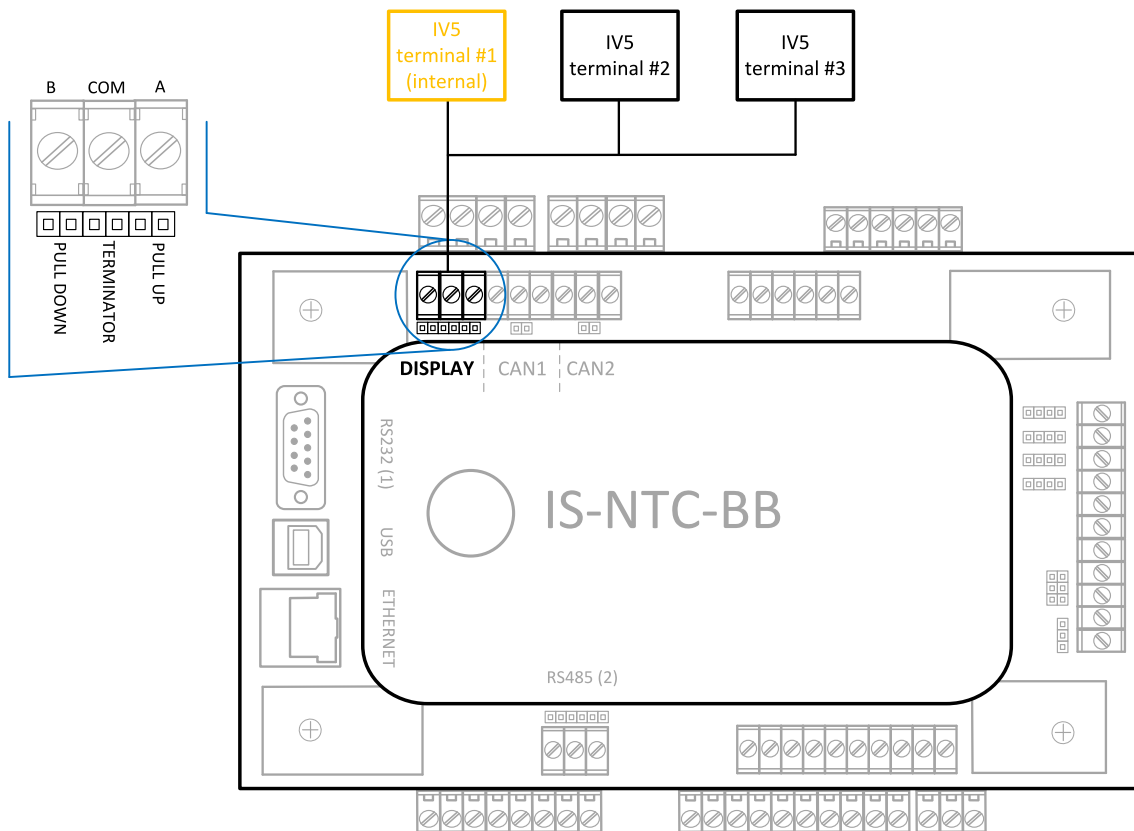 IV5
terminal #1
(internal)
IV5
terminal #2
IV5
terminal #3
B COM A
PULL DOWN
TERMINATOR
PULL UP
DISPLAY
CAN1
CAN2
RS232 (1)
USB
ETHERNET
IS-NTC-BB
RS485 (2)